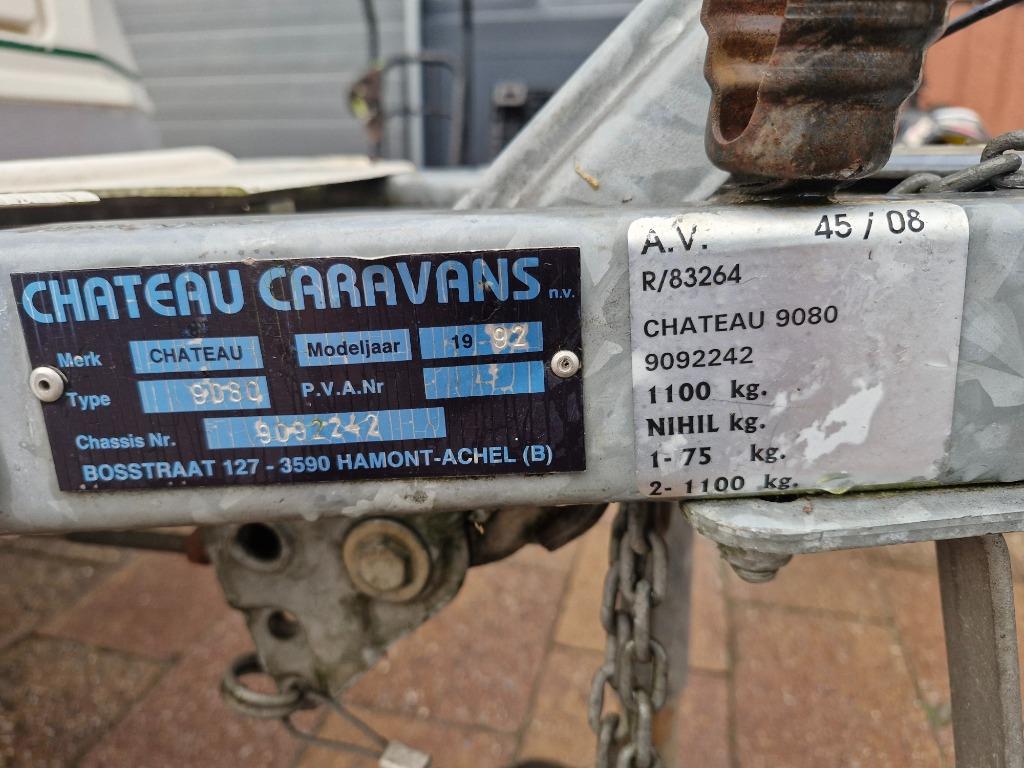 CHATEAU CARAVANS n.v.
Merk CHATEAU Modeljaar 19 92
Type 9080 P.V.A.Nr
Chassis Nr. 9092242
BOSSTRAAT 127 - 3590 HAMONT-ACHEL (B)
A.V. 45 / 08
R/83264
CHATEAU 9080
9092242
1100 kg.
NIHIL kg.
1- 75 kg.
2- 1100 kg.